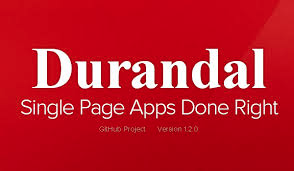 Durandal
Single Page Apps Done Right
GitHub Project Version 1.2.0